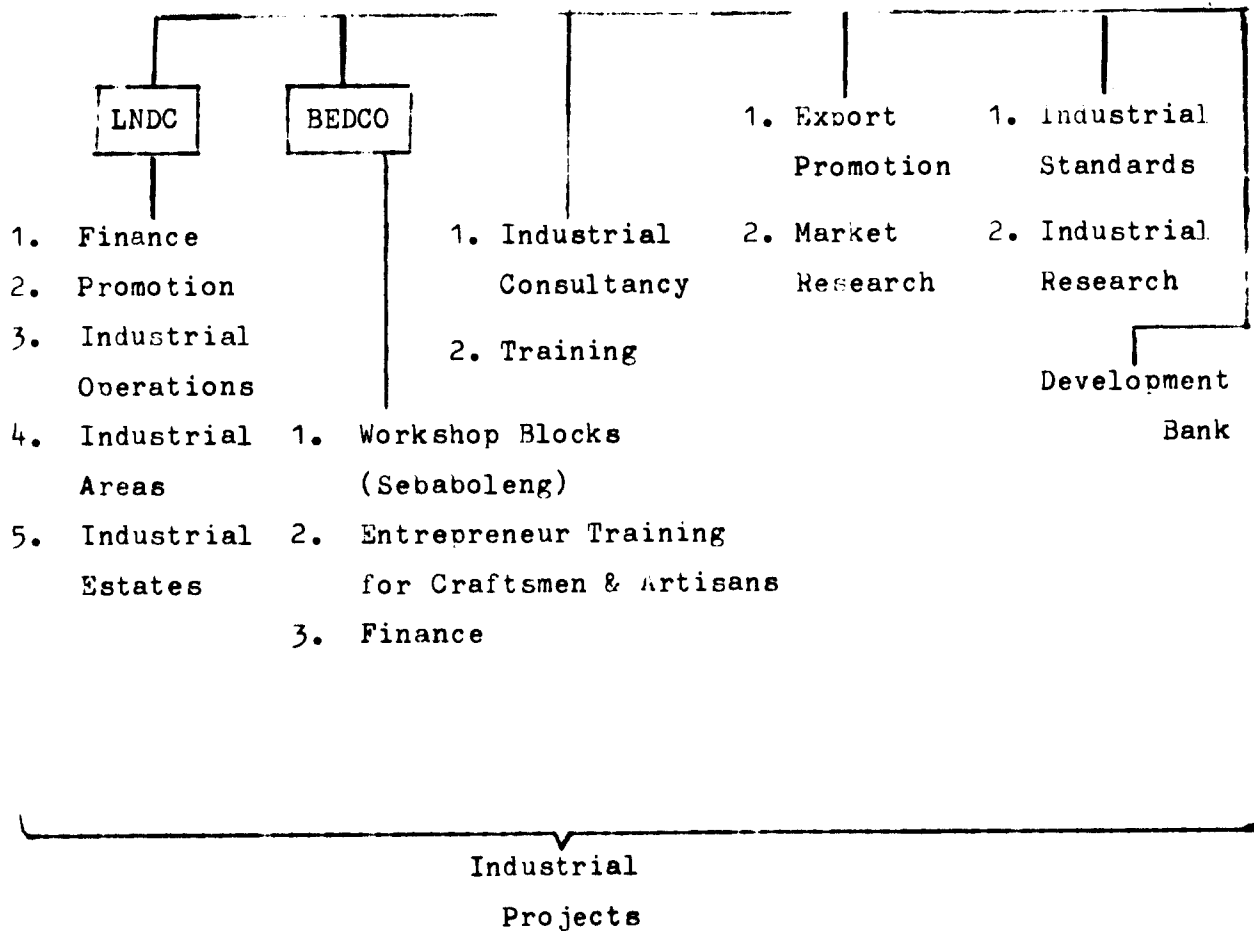 LNDC
BEDCO
1. Export
Promotion
2. Market
Research
1. Industrial
Standards
2. Industrial
Research
1. Finance
2. Promotion
3. Industrial
Operations
4. Industrial
Areas
5. Industrial
Estates
1. Industrial
Consultancy
2. Training
Development
Bank
1. Workshop Blocks
(Sebaboleng)
2. Entrepreneur Training
for Craftsmen & Artisans
3. Finance
Industrial
Projects